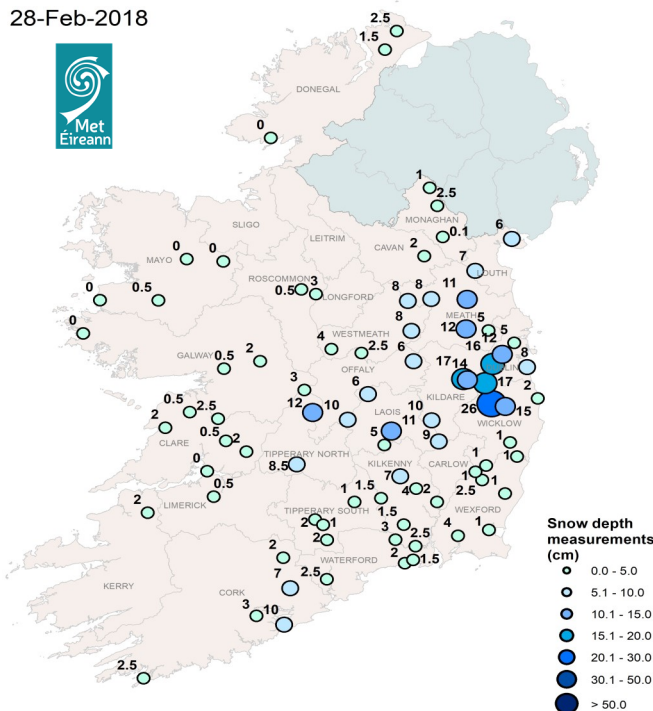 28-Feb-2018
Met
Éireann
2.5
1.5
DONEGAL
0
1
2.5
MONAGHAN
0.1
6
SLIGO
LEITRIM
CAVAN
2
MAYO
0
0
7
LOUTH
ROSCOMMON
0.5
3
LONGFORD
8
8
11
0
0.5
0
MEATH
12
5
5
8
WESTMEATH
4
2.5
16
12
GALWAY
0.5
2
OFFALY
6
17
14
8
17
2
3
6
KILDARE
26
15
WICKLOW
12
10
LAOIS
11
10
0.5
2.5
2
CLARE
0.5
2
5
9
1
1
TIPPERARY NORTH
8.5
0
KILKENNY
7
CARLOW
1
1
1
2.5
LIMERICK
0.5
2
1
1.5
4
2
WEXFORD
TIPPERARY SOUTH
2
1
2
1.5
3
2.5
4
1
WATERFORD
2
1.5
2
2.5
7
KERRY
CORK
3
10
2.5
Snow depth
measurements
(cm)
0.0 - 5.0
5.1 - 10.0
10.1 - 15.0
15.1 - 20.0
20.1 - 30.0
30.1 - 50.0
> 50.0